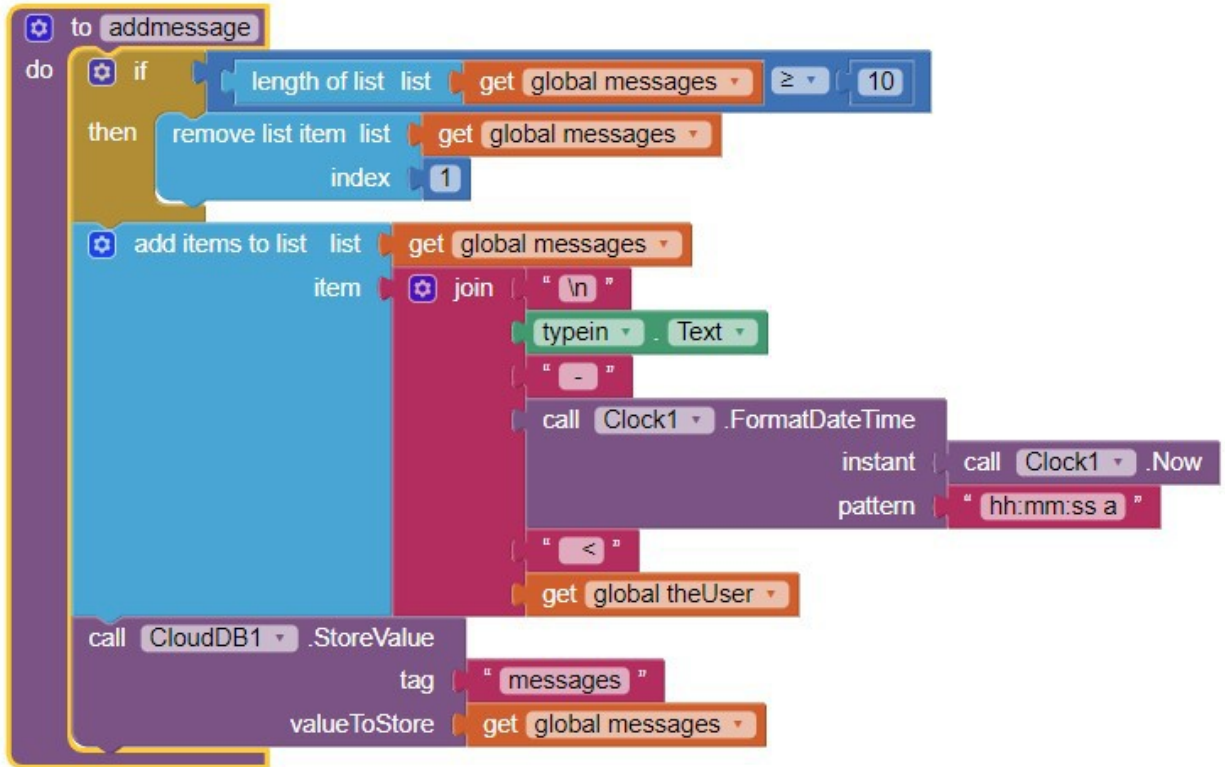 to addmessage
do if length of list list get global messages ≥ 10
then remove list item list get global messages
index 1
add items to list list get global messages
item join " \n "
typein . Text
" - "
call Clock1 .FormatDateTime
instant call Clock1 .Now
pattern " hh:mm:ss a "
" < "
get global theUser
call CloudDB1 .StoreValue
tag " messages "
valueToStore get global messages